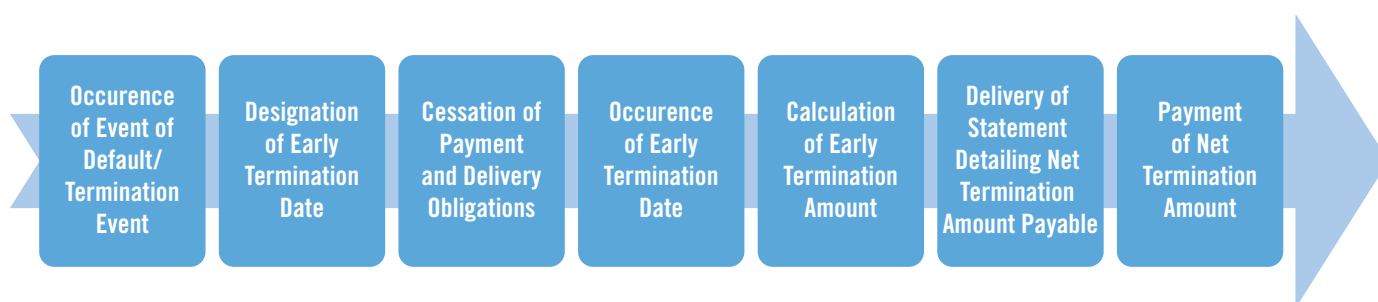 Occurence
of Event of
Default/
Termination
Event
Designation
of Early
Termination
Date
Cessation of
Payment
and Delivery
Obligations
Occurence
of Early
Termination
Date
Calculation
of Early
Termination
Amount
Delivery of
Statement
Detailing Net
Termination
Amount Payable
Payment
of Net
Termination
Amount